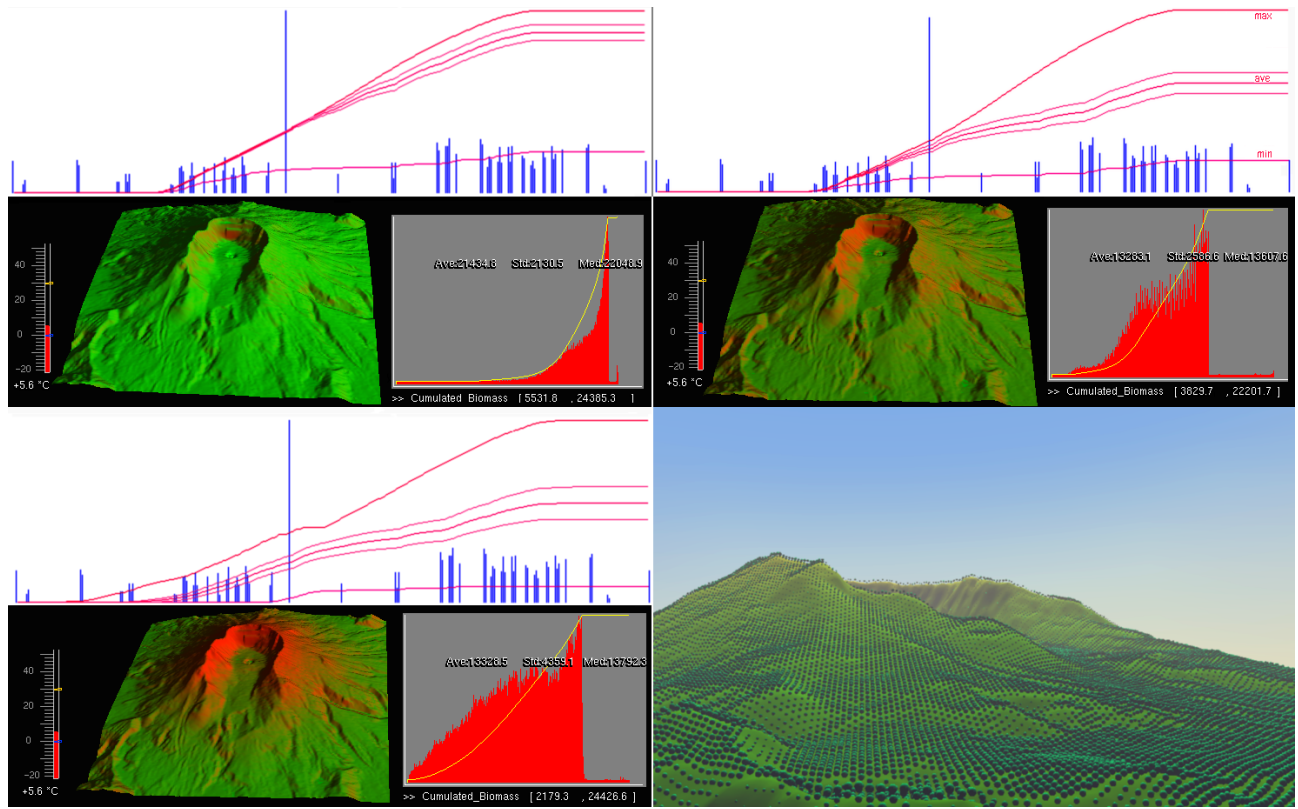 max
ave
min
40
20
0
-20
+5.6 °C
Ave:21434.8 Std:2130.5 Med:22048.9
>> Cumulated_Biomass [ 5531.8 , 24385.3 ]
40
20
0
-20
+5.6 °C
Ave:13283.1 Std:2586.6 Med:13607.6
>> Cumulated_Biomass [ 3829.7 , 22201.7 ]
40
20
0
-20
+5.6 °C
Ave:13328.5 Std:4359.1 Med:13792.3
>> Cumulated_Biomass [ 2179.3 , 24426.6 ]